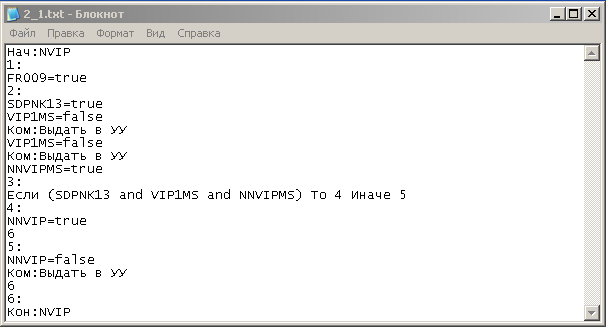 2_1.txt - Блокнот
Файл Правка Формат Вид Справка
Нач:NVIP
1:
FR009=true
2:
SDPNK13=true
VIP1MS=false
Ком:Выдать в УУ
VIP1MS=false
Ком:Выдать в УУ
NNVIPMS=true
3:
Если (SDPNK13 and VIP1MS and NNVIPMS) То 4 Иначе 5
4:
NNVIP=true
6
5:
NNVIP=false
Ком:Выдать в УУ
6
6:
Кон:NVIP